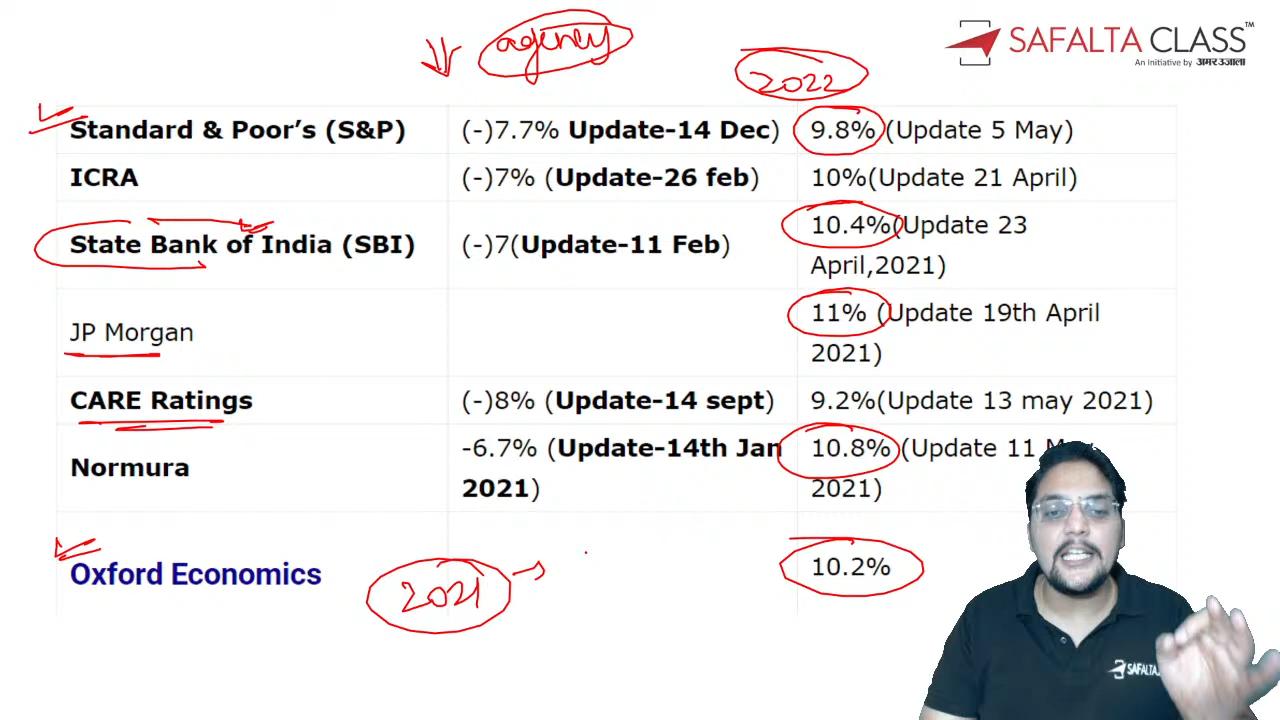 agency
2022
SAFALTA CLASS™
An Initiative by अमर उजाला
Standard & Poor's (S&P) (-)7.7% Update-14 Dec) 9.8% (Update 5 May)
ICRA (-)7% (Update-26 feb) 10%(Update 21 April)
State Bank of India (SBI) (-)7(Update-11 Feb) 10.4%(Update 23
April,2021)
JP Morgan 11% (Update 19th April
2021)
CARE Ratings (-)8% (Update-14 sept) 9.2%(Update 13 may 2021)
Normura -6.7% (Update-14th Jan 10.8% (Update 11
2021) 2021)
Oxford Economics 10.2%
2021
SAFALTA